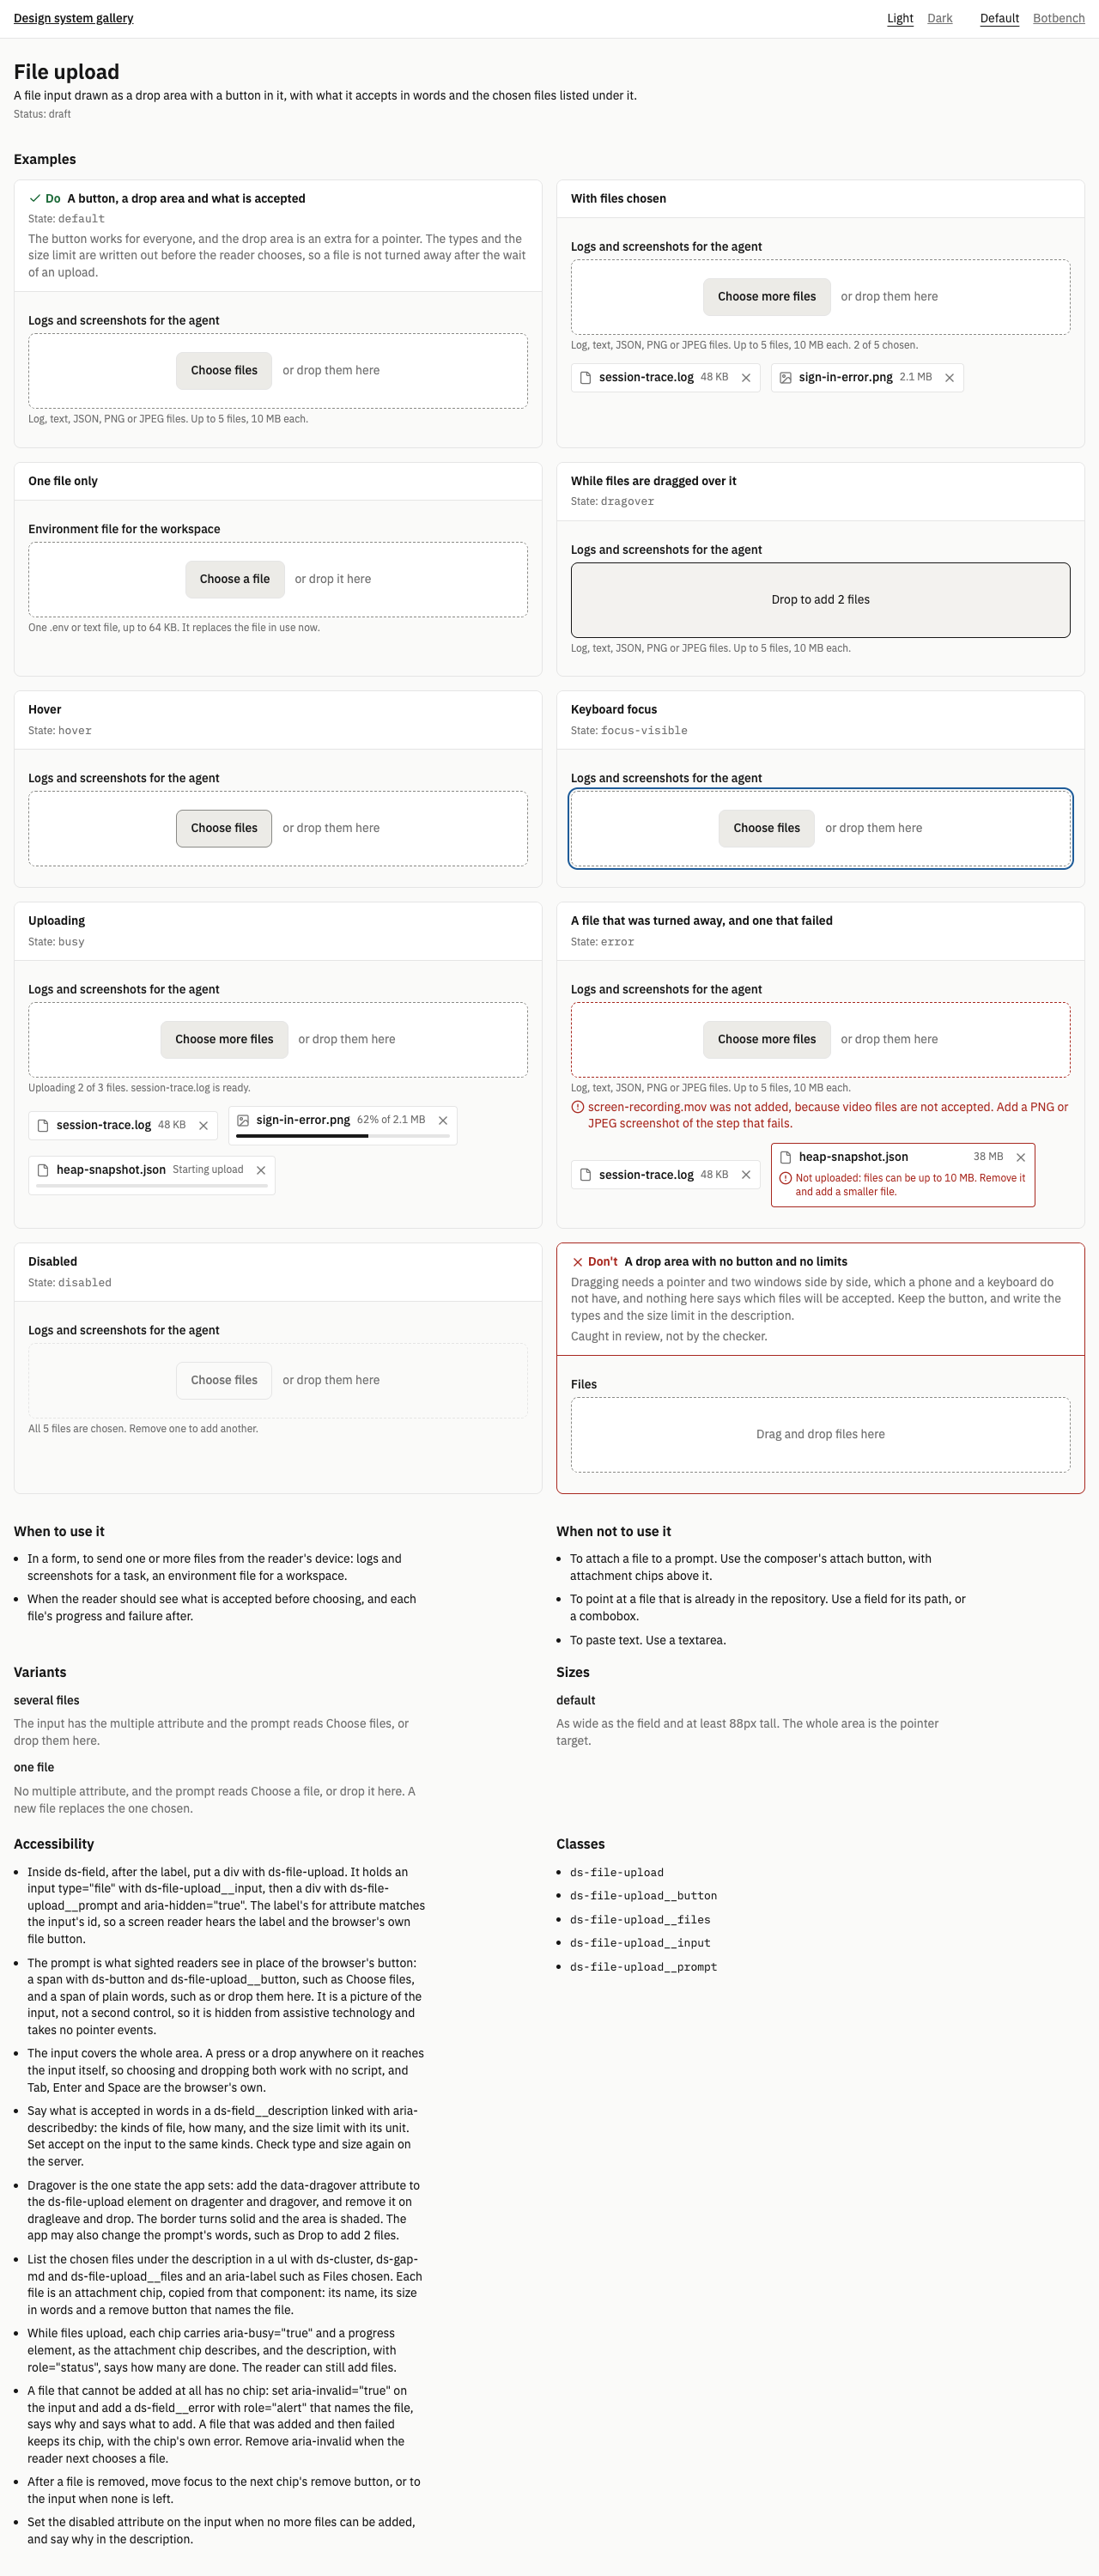 Design system gallery
Light Dark Default Botbench
File upload
A file input drawn as a drop area with a button in it, with what it accepts in words and the chosen files listed under it.
Status: draft
Examples
Do A button, a drop area and what is accepted
State: default
The button works for everyone, and the drop area is an extra for a pointer. The types and the
size limit are written out before the reader chooses, so a file is not turned away after the wait
of an upload.
Logs and screenshots for the agent
Choose files or drop them here
Log, text, JSON, PNG or JPEG files. Up to 5 files, 10 MB each.
With files chosen
Logs and screenshots for the agent
Choose more files or drop them here
Log, text, JSON, PNG or JPEG files. Up to 5 files, 10 MB each. 2 of 5 chosen.
session-trace.log 48 KB sign-in-error.png 2.1 MB
One file only
Environment file for the workspace
Choose a file or drop it here
One .env or text file, up to 64 KB. It replaces the file in use now.
While files are dragged over it
State: dragover
Logs and screenshots for the agent
Drop to add 2 files
Log, text, JSON, PNG or JPEG files. Up to 5 files, 10 MB each.
Hover
State: hover
Logs and screenshots for the agent
Choose files or drop them here
Keyboard focus
State: focus-visible
Logs and screenshots for the agent
Choose files or drop them here
Uploading
State: busy
Logs and screenshots for the agent
Choose more files or drop them here
Uploading 2 of 3 files. session-trace.log is ready.
session-trace.log 48 KB sign-in-error.png 62% of 2.1 MB
heap-snapshot.json Starting upload
A file that was turned away, and one that failed
State: error
Logs and screenshots for the agent
Choose more files or drop them here
Log, text, JSON, PNG or JPEG files. Up to 5 files, 10 MB each.
screen-recording.mov was not added, because video files are not accepted. Add a PNG or
JPEG screenshot of the step that fails.
session-trace.log 48 KB heap-snapshot.json 38 MB
Not uploaded: files can be up to 10 MB. Remove it
and add a smaller file.
Disabled
State: disabled
Logs and screenshots for the agent
Choose files or drop them here
All 5 files are chosen. Remove one to add another.
Don't A drop area with no button and no limits
Dragging needs a pointer and two windows side by side, which a phone and a keyboard do
not have, and nothing here says which files will be accepted. Keep the button, and write the
types and the size limit in the description.
Caught in review, not by the checker.
Files
Drag and drop files here
When to use it
In a form, to send one or more files from the reader's device: logs and
screenshots for a task, an environment file for a workspace.
When the reader should see what is accepted before choosing, and each
file's progress and failure after.
When not to use it
To attach a file to a prompt. Use the composer's attach button, with
attachment chips above it.
To point at a file that is already in the repository. Use a field for its path, or
a combobox.
To paste text. Use a textarea.
Variants
several files
The input has the multiple attribute and the prompt reads Choose files, or
drop them here.
one file
No multiple attribute, and the prompt reads Choose a file, or drop it here. A
new file replaces the one chosen.
Sizes
default
As wide as the field and at least 88px tall. The whole area is the pointer
target.
Accessibility
Inside ds-field, after the label, put a div with ds-file-upload. It holds an
input type="file" with ds-file-upload__input, then a div with ds-file-
upload__prompt and aria-hidden="true". The label's for attribute matches
the input's id, so a screen reader hears the label and the browser's own
file button.
The prompt is what sighted readers see in place of the browser's button:
a span with ds-button and ds-file-upload__button, such as Choose files,
and a span of plain words, such as or drop them here. It is a picture of the
input, not a second control, so it is hidden from assistive technology and
takes no pointer events.
The input covers the whole area. A press or a drop anywhere on it reaches
the input itself, so choosing and dropping both work with no script, and
Tab, Enter and Space are the browser's own.
Say what is accepted in words in a ds-field__description linked with aria-
describedby: the kinds of file, how many, and the size limit with its unit.
Set accept on the input to the same kinds. Check type and size again on
the server.
Dragover is the one state the app sets: add the data-dragover attribute to
the ds-file-upload element on dragenter and dragover, and remove it on
dragleave and drop. The border turns solid and the area is shaded. The
app may also change the prompt's words, such as Drop to add 2 files.
List the chosen files under the description in a ul with ds-cluster, ds-gap-
md and ds-file-upload__files and an aria-label such as Files chosen. Each
file is an attachment chip, copied from that component: its name, its size
in words and a remove button that names the file.
While files upload, each chip carries aria-busy="true" and a progress
element, as the attachment chip describes, and the description, with
role="status", says how many are done. The reader can still add files.
A file that cannot be added at all has no chip: set aria-invalid="true" on
the input and add a ds-field__error with role="alert" that names the file,
says why and says what to add. A file that was added and then failed
keeps its chip, with the chip's own error. Remove aria-invalid when the
reader next chooses a file.
After a file is removed, move focus to the next chip's remove button, or to
the input when none is left.
Set the disabled attribute on the input when no more files can be added,
and say why in the description.
Classes
ds-file-upload
ds-file-upload__button
ds-file-upload__files
ds-file-upload__input
ds-file-upload__prompt